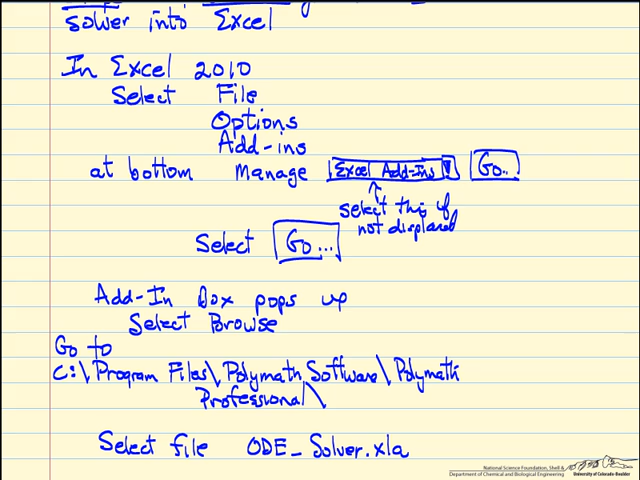 solver into Excel
In Excel 2010
Select File
Options
Add-ins
at bottom Manage Excel Add-Ins Go..
select this if
not displayed
Select Go...
Add-In Box pops up
Select Browse
Go to
C:\Program Files\Polymath Software\Polymath
Professional\
Select file ODE_Solver.xla
National Science Foundation, Shell &
Department of Chemical and Biological Engineering
University of Colorado-Boulder